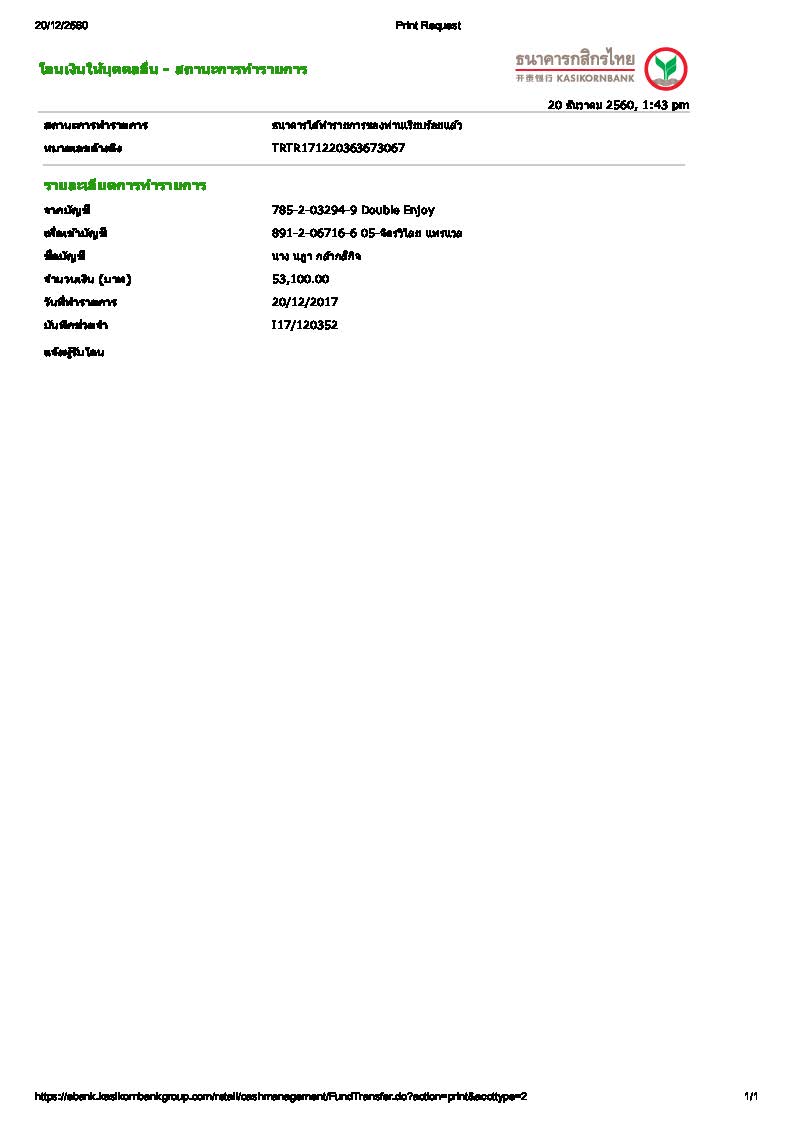 20/12/2560
Print Request
ธนาคารกสิกรไทย
开泰银行 KASIKORNBANK
โอนเงินให้บุคคลอื่น - สถานะการทำรายการ
20 ธันวาคม 2560, 1:43 pm
สถานะการทำรายการ ธนาคารได้ทำรายการของท่านเรียบร้อยแล้ว
หมายเลขอ้างอิง TRTR171220363673067
รายละเอียดการทำรายการ
จากบัญชี 785-2-03294-9 Double Enjoy
เพื่อเข้าบัญชี 891-2-06716-6 05-จิตรวิไลย แทรเวล
ชื่อบัญชี นาง นฎา
จำนวนเงิน (บาท) 53,100.00
วันที่ทำรายการ 20/12/2017
บันทึกช่วยจำ I17/120352
แจ้งผู้รับโอน
https://ebank.kasikornbankgroup.com/retail/cashmanagement/FundTransfer.do?action=print&accttype=2
1/1